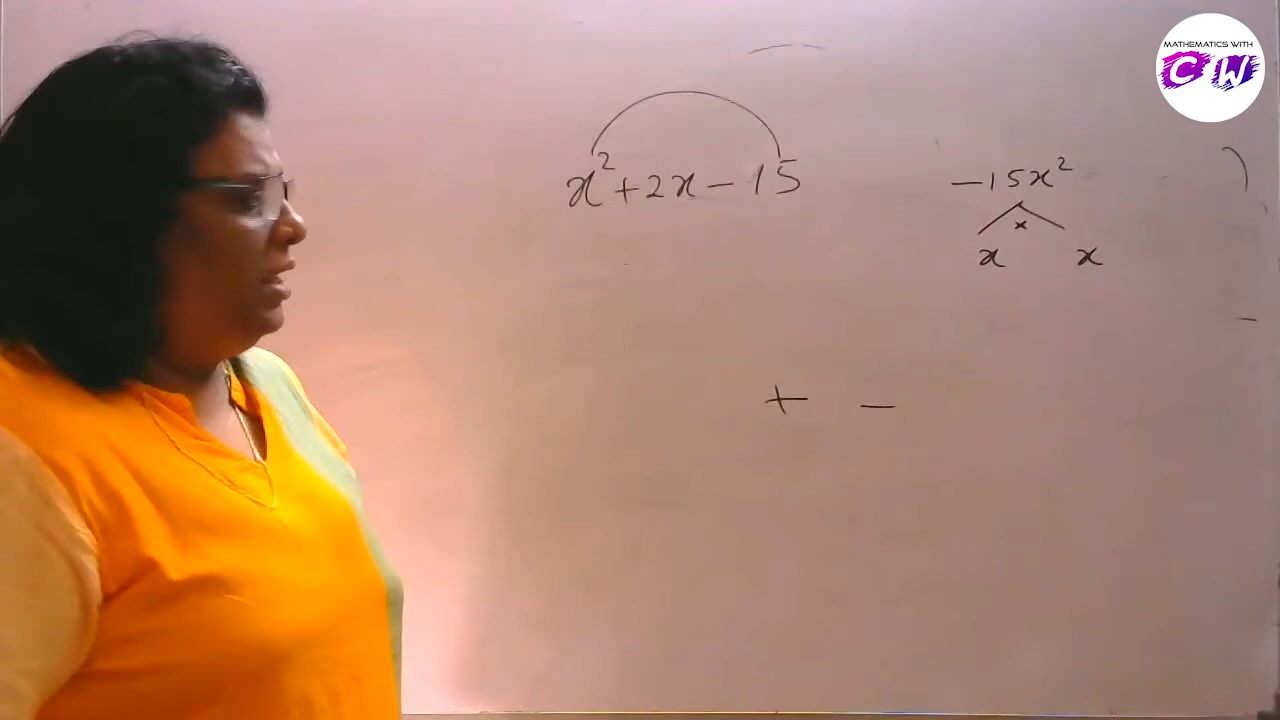 MATHEMATICS WITH
CW
x² + 2x - 15
- 15x²
×
x x
+ -